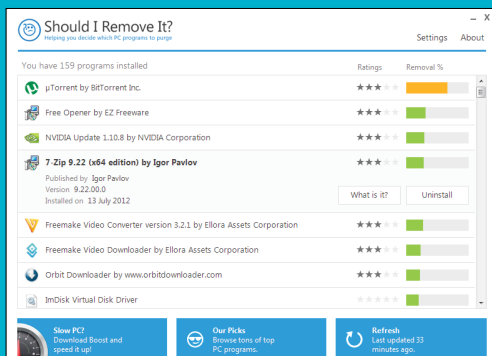 Should I Remove It?
Helping you decide which PC programs to purge
_ X
Settings About
You have 159 programs installed Ratings Removal %
µTorrent by BitTorrent Inc.
Free Opener by EZ Freeware
NVIDIA Update 1.10.8 by NVIDIA Corporation
7-Zip 9.22 (x64 edition) by Igor Pavlov
Published by Igor Pavlov
Version 9.22.00.0
Installed on 13 July 2012
What is it? Uninstall
Freemake Video Converter version 3.2.1 by Ellora Assets Corporation
Freemake Video Downloader by Ellora Assets Corporation
Orbit Downloader by www.orbitdownloader.com
ImDisk Virtual Disk Driver
Slow PC?
Download Boost and
speed it up!
Our Picks
Browse tons of top
PC programs.
Refresh
Last updated 33
minutes ago.